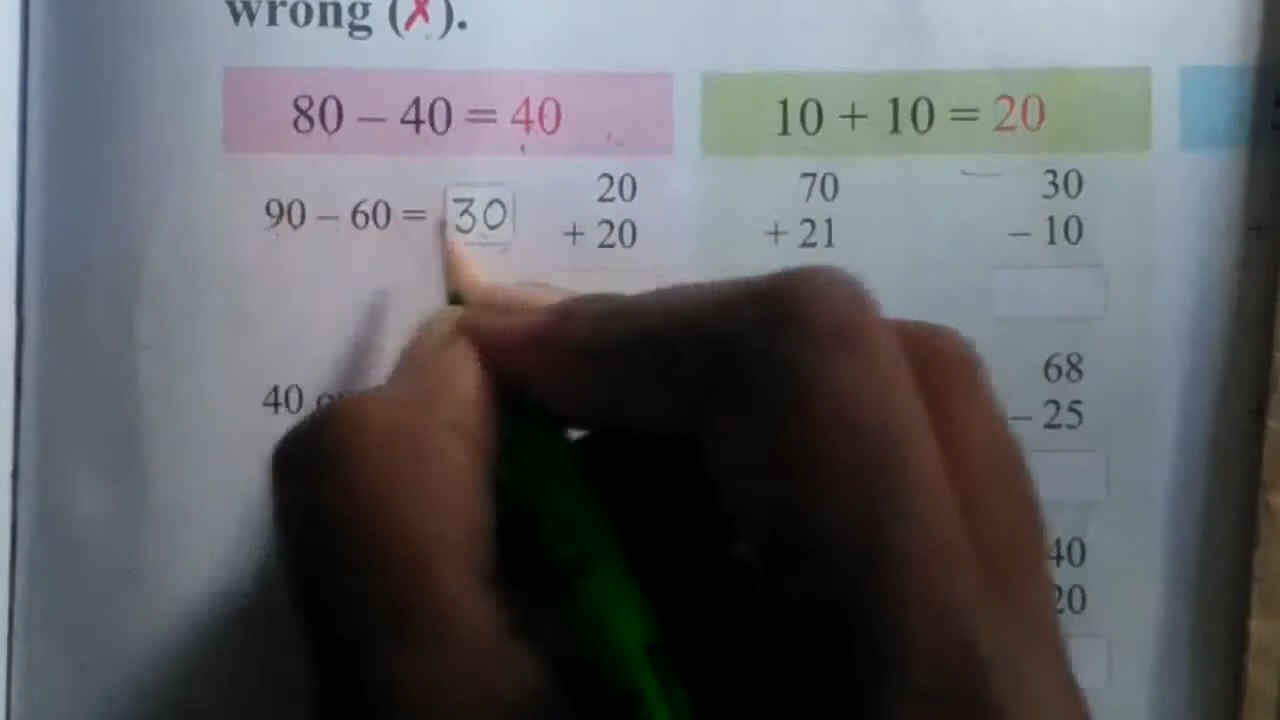 wrong (✗).
80 – 40 = 40
10 + 10 = 20
90 – 60 = 30
20
+ 20
70
+ 21
30
– 10
40
68
– 25
40
20